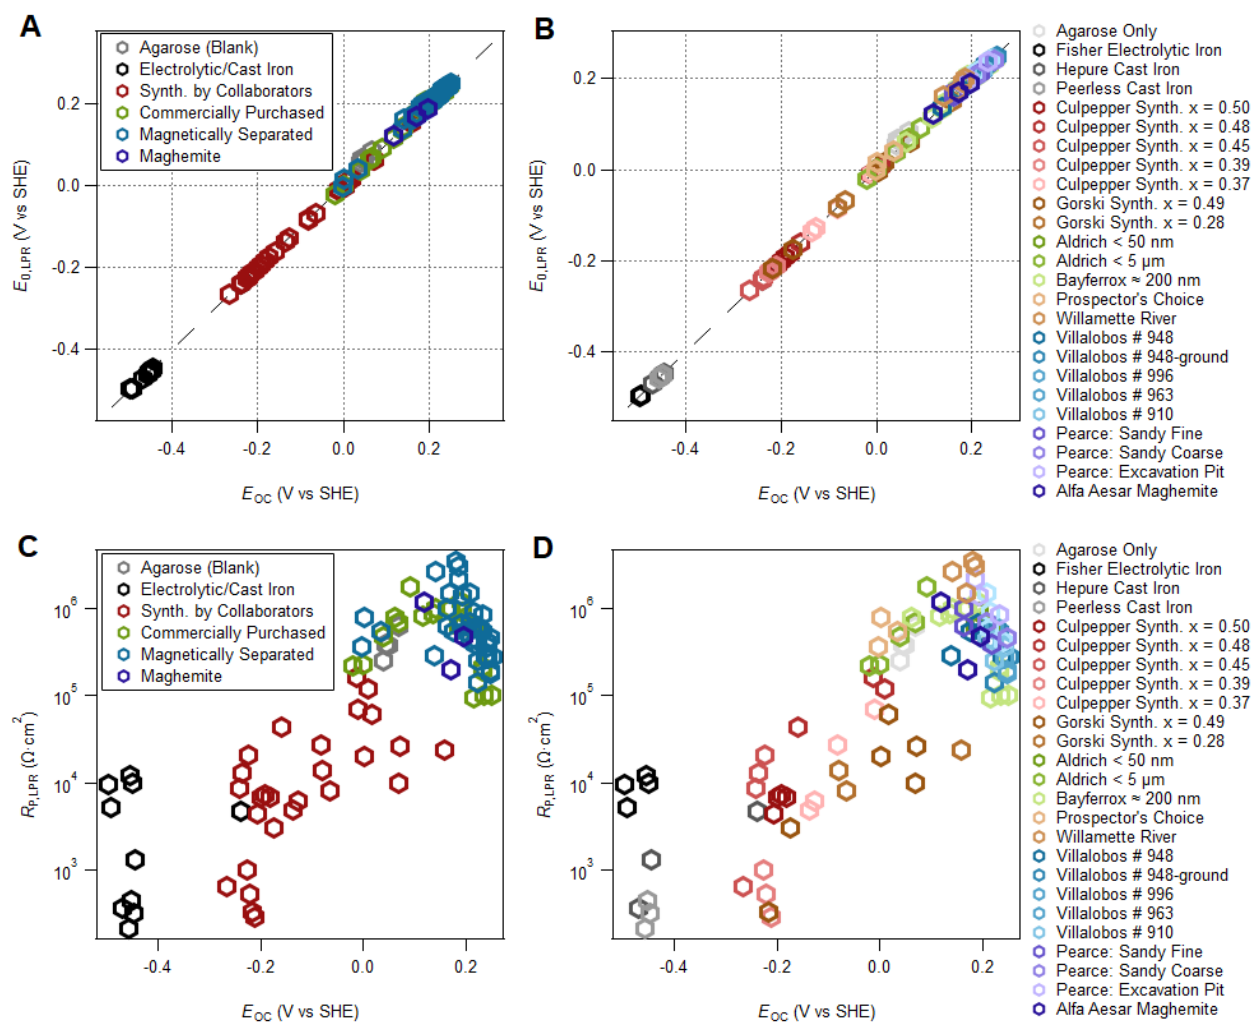 A
Agarose (Blank)
Electrolytic/Cast Iron
Synth. by Collaborators
Commercially Purchased
Magnetically Separated
Maghemite
0.2
0.0
-0.2
-0.4
E0,LPR (V vs SHE)
-0.4 -0.2 0.0 0.2
EOC (V vs SHE)
B
0.2
0.0
-0.2
-0.4
E0,LPR (V vs SHE)
-0.4 -0.2 0.0 0.2
EOC (V vs SHE)
Agarose Only
Fisher Electrolytic Iron
Hepure Cast Iron
Peerless Cast Iron
Culpepper Synth. x = 0.50
Culpepper Synth. x = 0.48
Culpepper Synth. x = 0.45
Culpepper Synth. x = 0.39
Culpepper Synth. x = 0.37
Gorski Synth. x = 0.49
Gorski Synth. x = 0.28
Aldrich < 50 nm
Aldrich < 5 µm
Bayferrox ≈ 200 nm
Prospector's Choice
Willamette River
Villalobos # 948
Villalobos # 948-ground
Villalobos # 996
Villalobos # 963
Villalobos # 910
Pearce: Sandy Fine
Pearce: Sandy Coarse
Pearce: Excavation Pit
Alfa Aesar Maghemite
C
Agarose (Blank)
Electrolytic/Cast Iron
Synth. by Collaborators
Commercially Purchased
Magnetically Separated
Maghemite
10^6
10^5
10^4
10^3
RP,LPR (Ω·cm²)
-0.4 -0.2 0.0 0.2
EOC (V vs SHE)
D
10^6
10^5
10^4
10^3
RP,LPR (Ω·cm²)
-0.4 -0.2 0.0 0.2
EOC (V vs SHE)
Agarose Only
Fisher Electrolytic Iron
Hepure Cast Iron
Peerless Cast Iron
Culpepper Synth. x = 0.50
Culpepper Synth. x = 0.48
Culpepper Synth. x = 0.45
Culpepper Synth. x = 0.39
Culpepper Synth. x = 0.37
Gorski Synth. x = 0.49
Gorski Synth. x = 0.28
Aldrich < 50 nm
Aldrich < 5 µm
Bayferrox ≈ 200 nm
Prospector's Choice
Willamette River
Villalobos # 948
Villalobos # 948-ground
Villalobos # 996
Villalobos # 963
Villalobos # 910
Pearce: Sandy Fine
Pearce: Sandy Coarse
Pearce: Excavation Pit
Alfa Aesar Maghemite